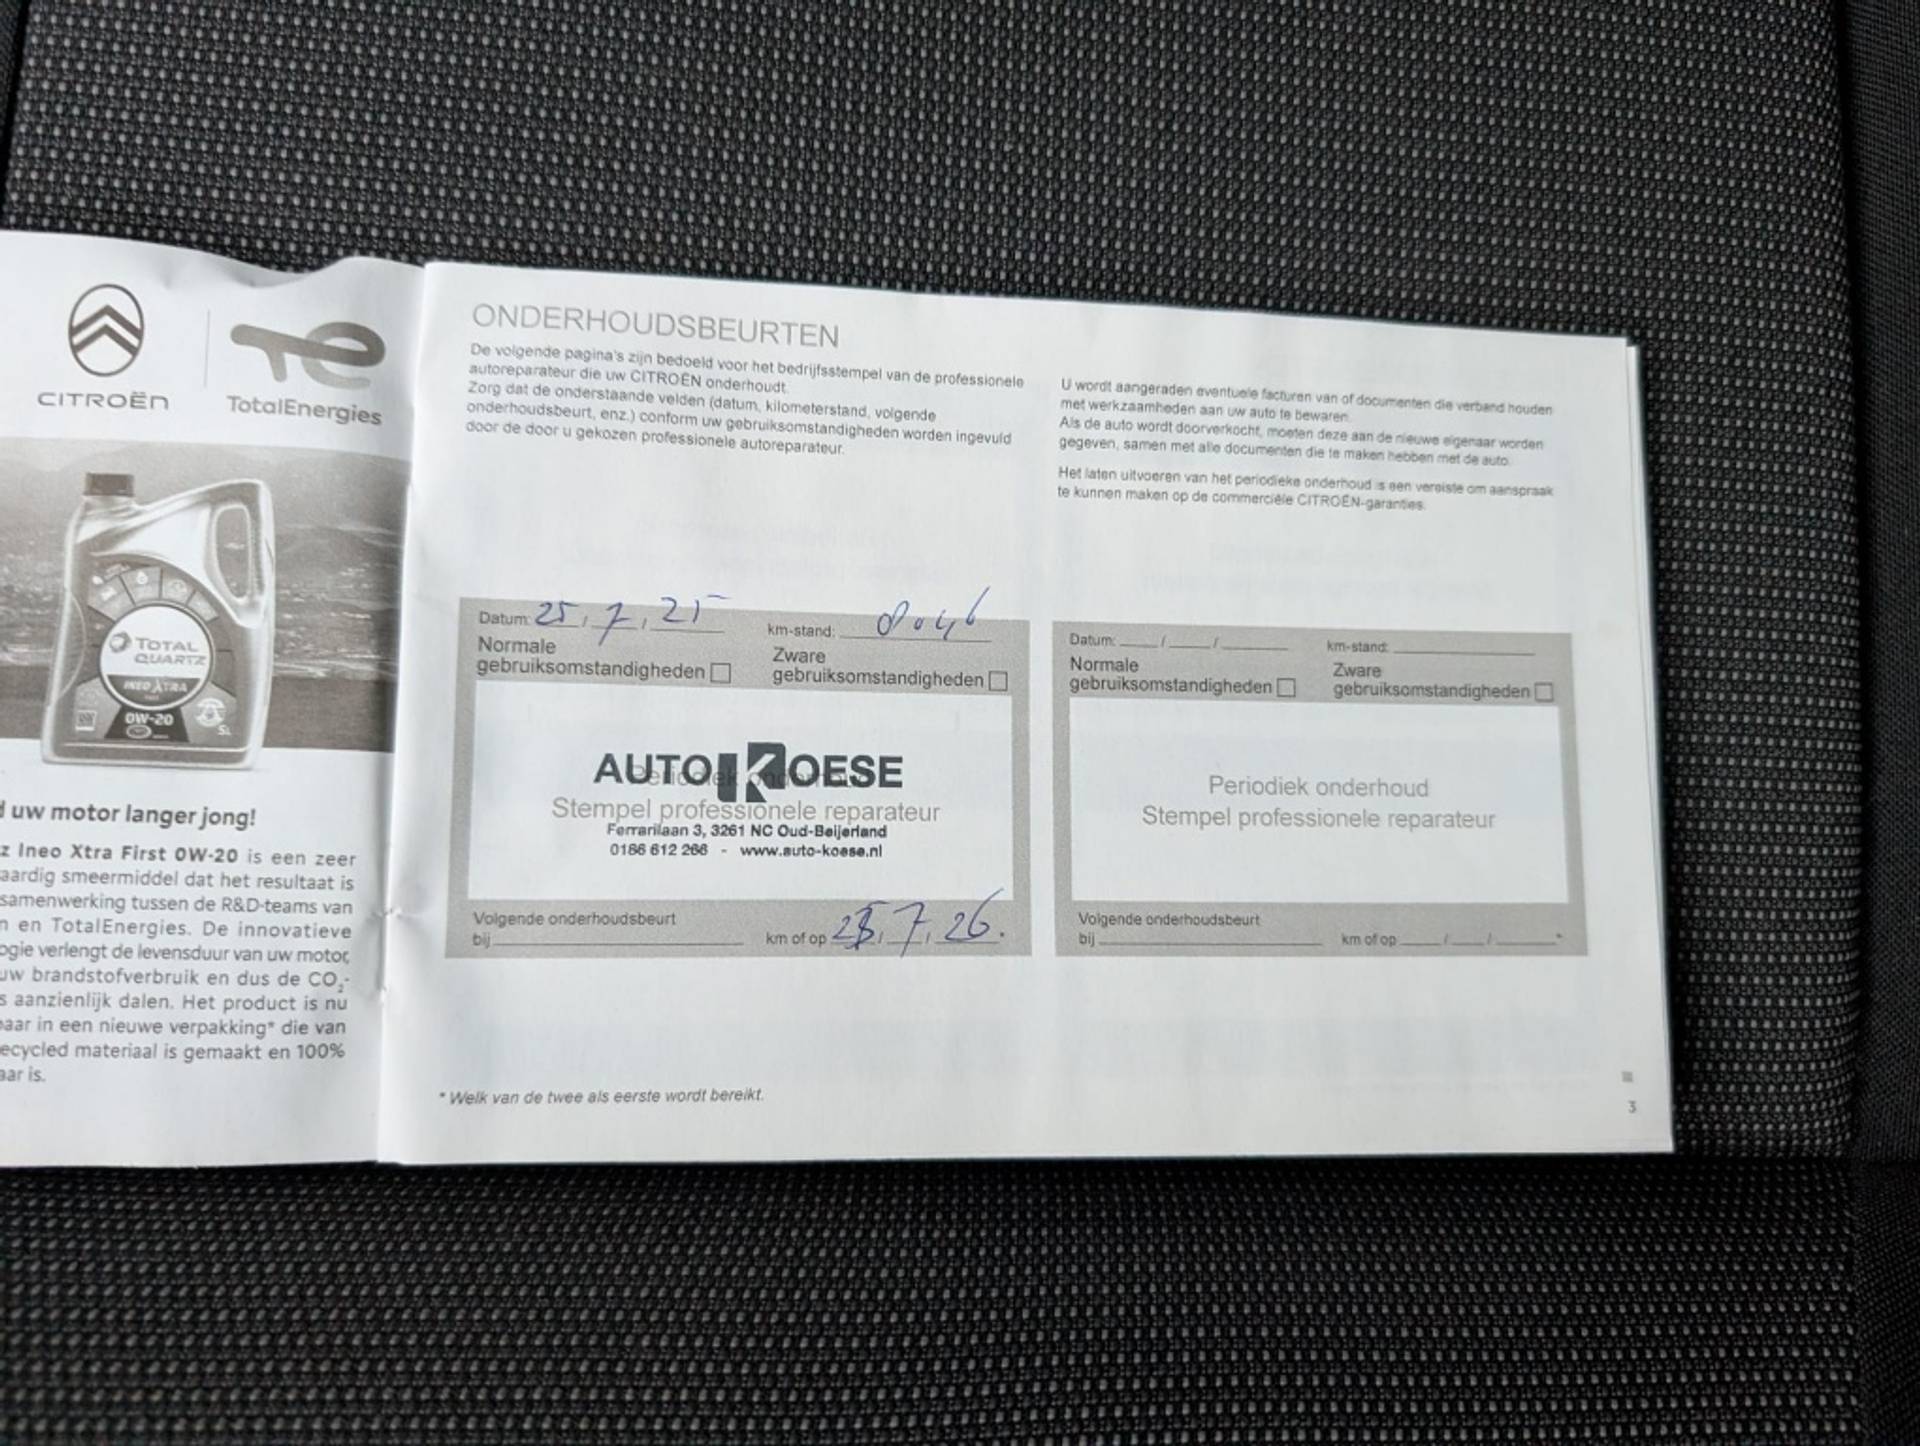 CITROËN
TotalEnergies
TOTAL
QUARTZ
INEO XTRA
0W-20
5L
uw motor langer jong!
z Ineo Xtra First 0W-20 is een zeer
aardig smeermiddel dat het resultaat is
samenwerking tussen de R&D-teams van
n en TotalEnergies. De innovatieve
ogie verlengt de levensduur van uw motor,
uw brandstofverbruik en dus de CO2-
s aanzienlijk dalen. Het product is nu
baar in een nieuwe verpakking* die van
ecycled materiaal is gemaakt en 100%
aar is.
ONDERHOUDSBEURTEN
De volgende pagina's zijn bedoeld voor het bedrijfsstempel van de professionele
autoreparateur die uw CITROËN onderhoudt.
Zorg dat de onderstaande velden (datum, kilometerstand, volgende
onderhoudsbeurt, enz.) conform uw gebruiksomstandigheden worden ingevuld
door de door u gekozen professionele autoreparateur.
U wordt aangeraden eventuele facturen van of documenten die verband houden
met werkzaamheden aan uw auto te bewaren.
Als de auto wordt doorverkocht, moeten deze aan de nieuwe eigenaar worden
gegeven, samen met alle documenten die te maken hebben met de auto.
Het laten uitvoeren van het periodieke onderhoud is een vereiste om aanspraak
te kunnen maken op de commerciële CITROËN-garanties.
Datum: 25 / 7 / 25 km-stand: 8046
Normale
gebruiksomstandigheden
Zware
gebruiksomstandigheden
AUTO KOESE
Periodiek onderhoud
Stempel professionele reparateur
Ferrarilaan 3, 3261 NC Oud-Beijerland
0186 612 266 - www.auto-koese.nl
Volgende onderhoudsbeurt
bij km of op 25 / 7 / 26.
Datum: / / km-stand:
Normale
gebruiksomstandigheden
Zware
gebruiksomstandigheden
Periodiek onderhoud
Stempel professionele reparateur
Volgende onderhoudsbeurt
bij km of op / / *
* Welk van de twee als eerste wordt bereikt.
3